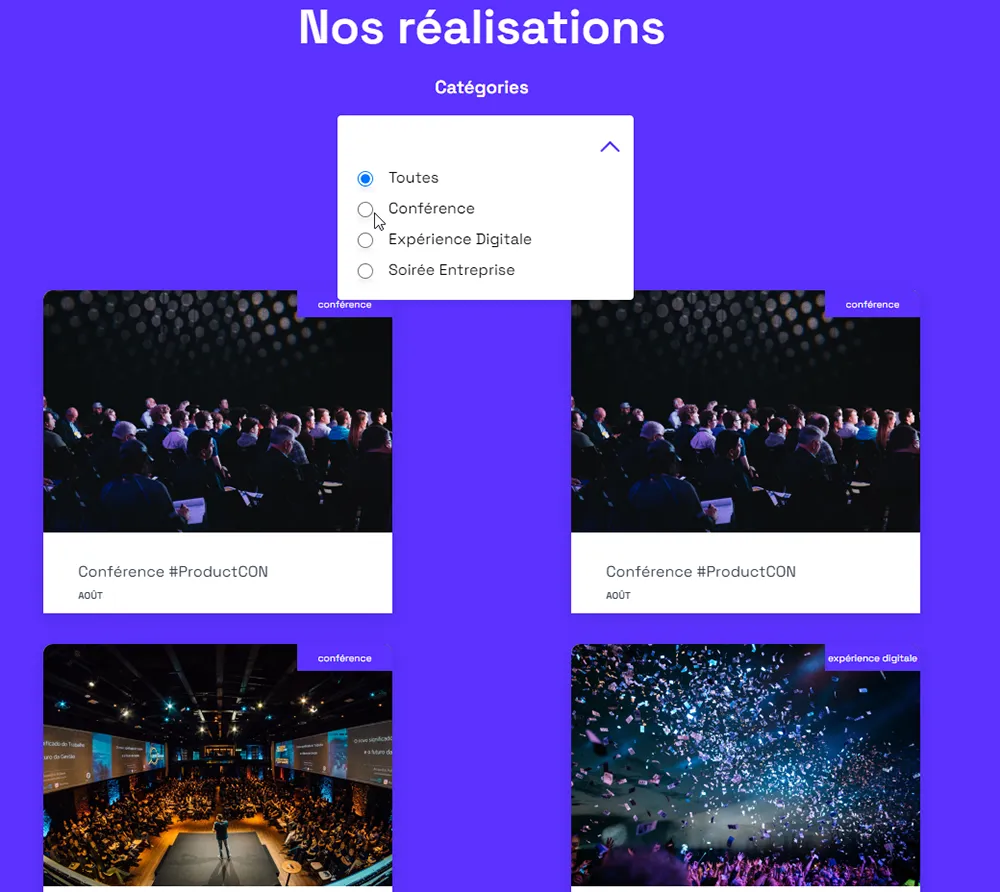 Nos réalisations
Catégories
Toutes
Conférence
Expérience Digitale
Soirée Entreprise
conférence
conférence
Conférence #ProductCON
AOÛT
Conférence #ProductCON
AOÛT
conférence
expérience digitale